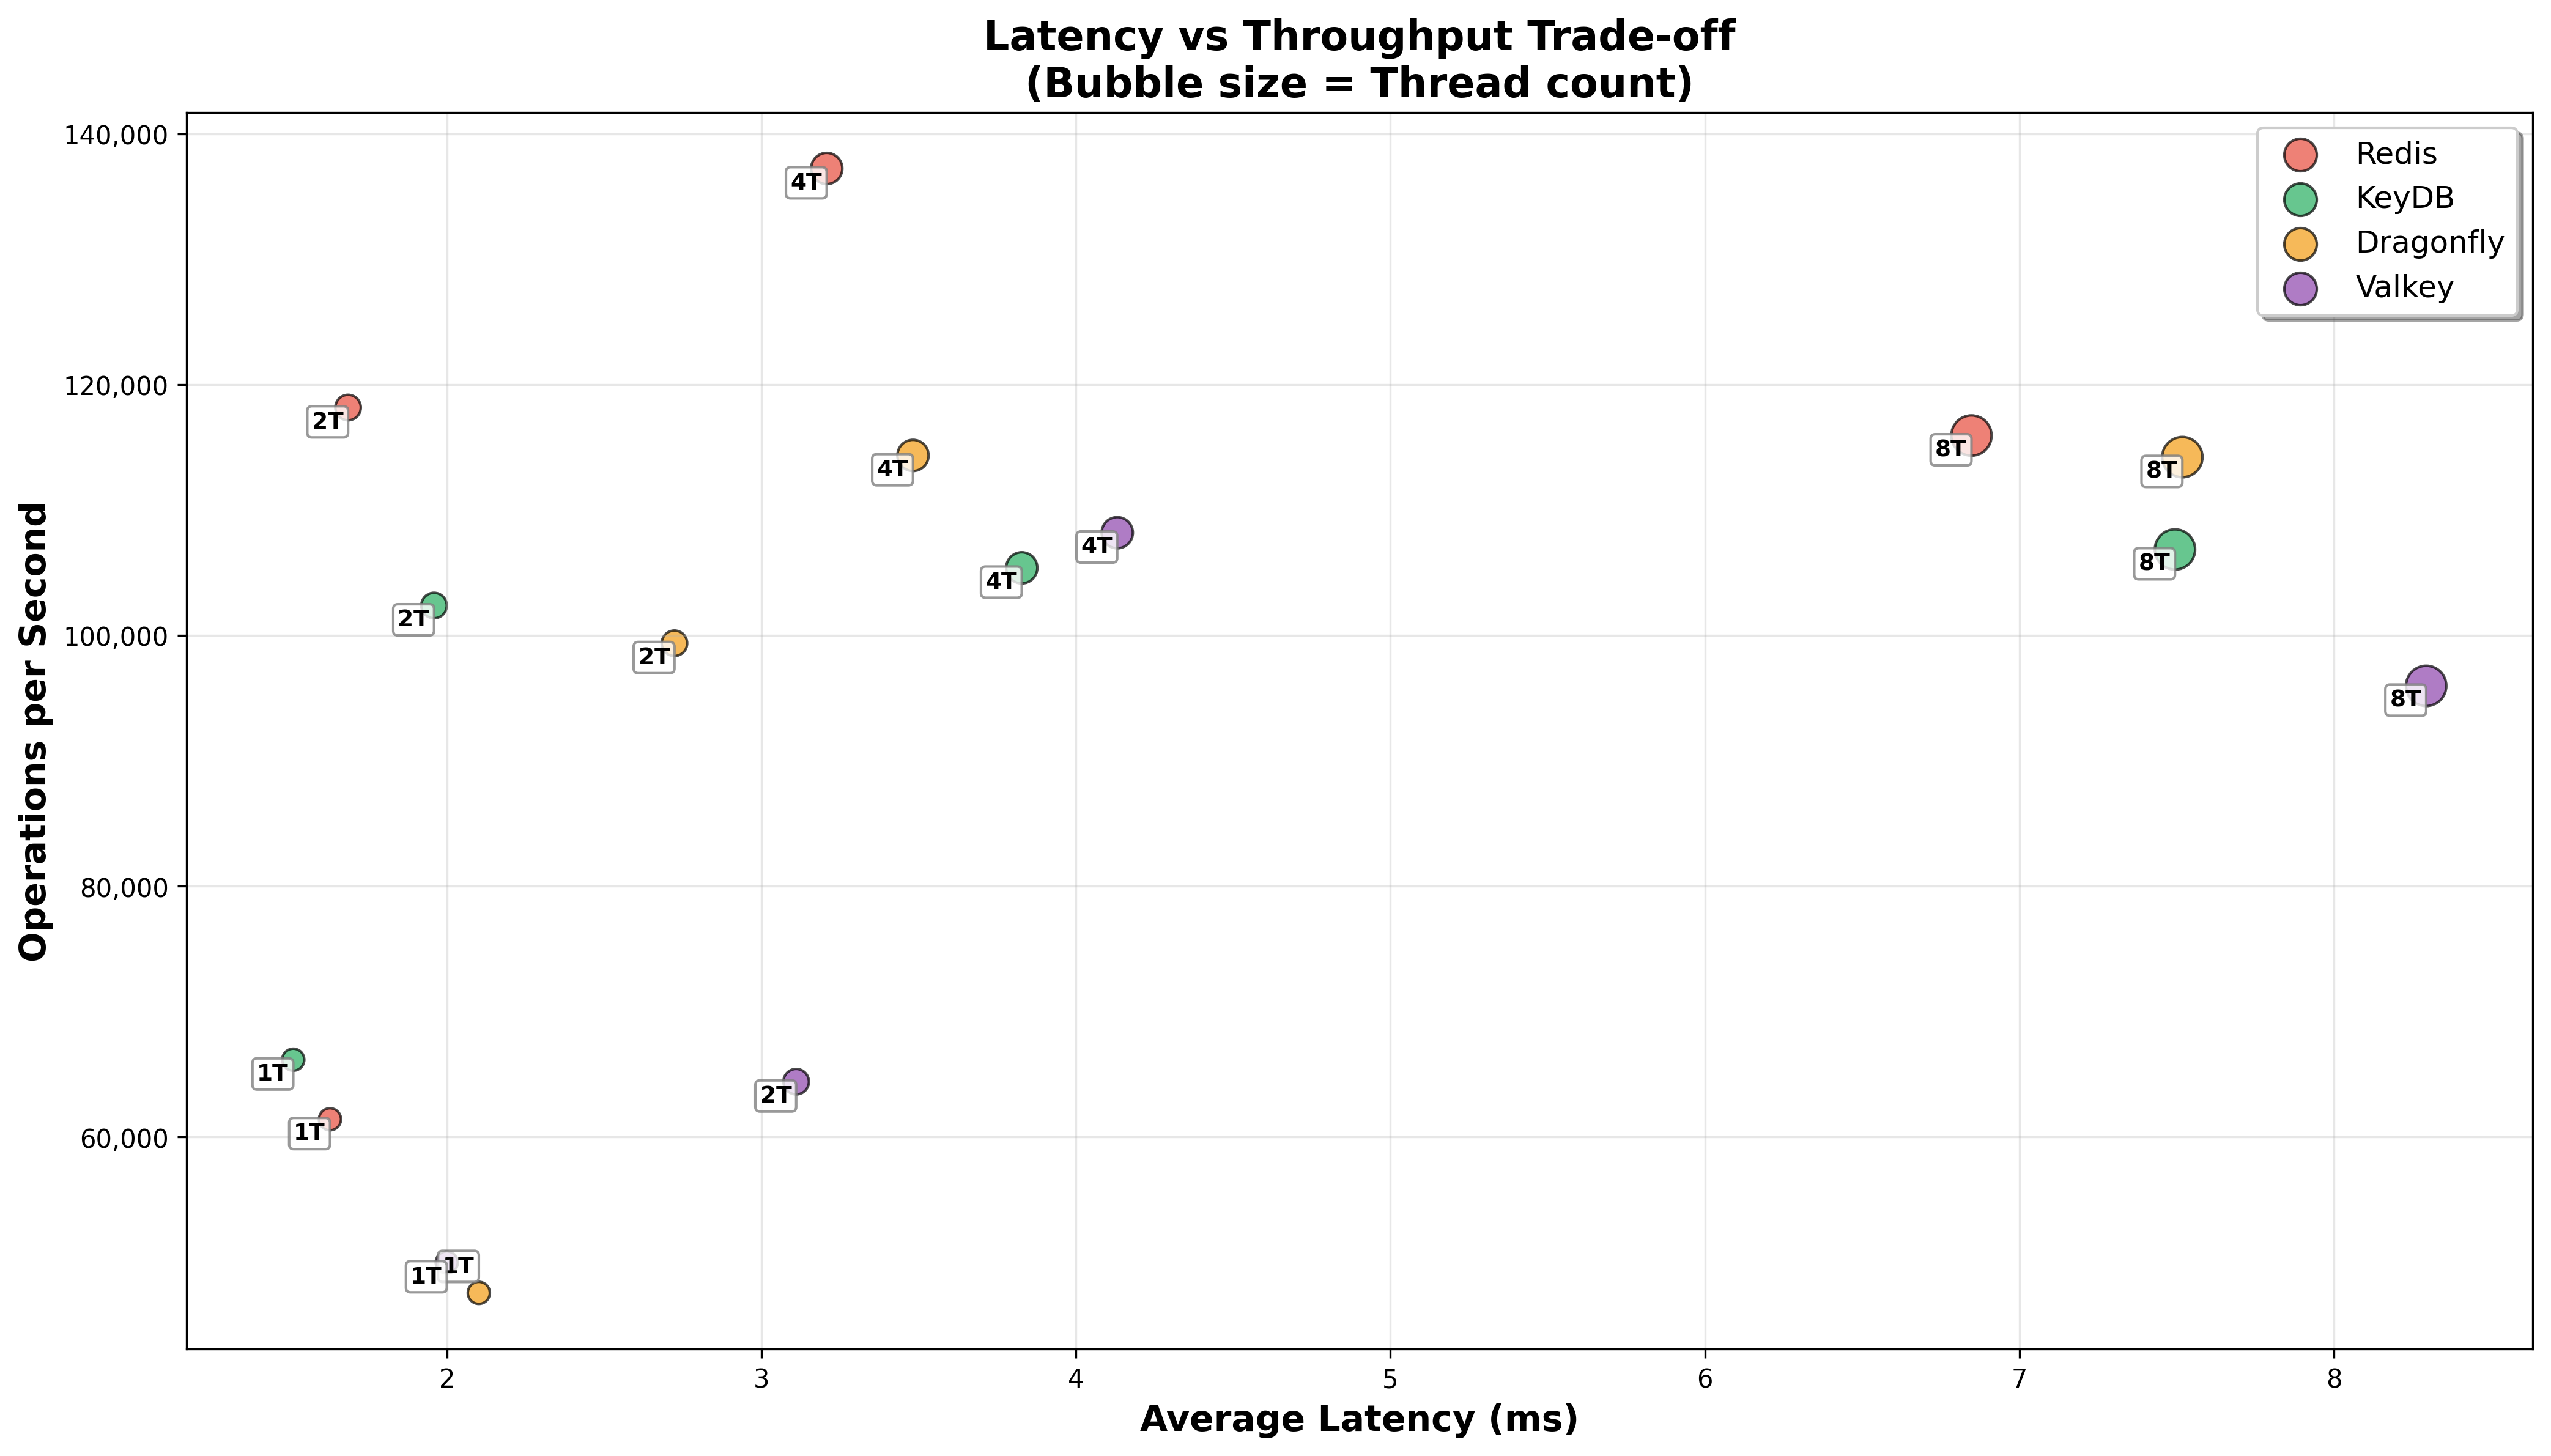 Latency vs Throughput Trade-off
(Bubble size = Thread count)
Operations per Second
140,000
120,000
100,000
80,000
60,000
Redis
KeyDB
Dragonfly
Valkey
4T
2T
8T
4T
8T
4T
8T
4T
2T
2T
8T
1T
2T
1T
1T
1T
2
3
4
5
6
7
8
Average Latency (ms)